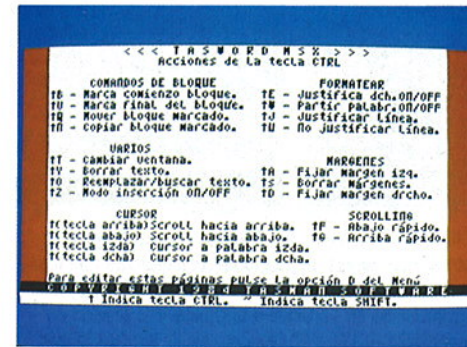 < < < T A S W O R D M S X > > >
Acciones de la tecla CTRL
COMANDOS DE BLOQUE
↑B - Marca comienzo bloque.
↑V - Marca final del bloque.
↑Q - Mover bloque marcado.
↑N - Copiar bloque marcado.
FORMATEAR
↑E - Justifica dch.ON/OFF
↑W - Partir palabr.ON/OFF
↑J - Justificar línea.
↑U - No justificar línea.
VARIOS
↑T - Cambiar ventana.
↑Y - Borrar texto.
↑O - Reemplazar/buscar texto.
↑Z - Modo inserción ON/OFF
MARGENES
↑A - Fijar margen izq.
↑S - Borrar márgenes.
↑D - Fijar margen drcho.
CURSOR
↑(tecla arriba) Scroll hacia arriba.
↑(tecla abajo) Scroll hacia abajo.
↑(tecla izda) Cursor a palabra izda.
↑(tecla dcha) Cursor a palabra dcha.
SCROLLING
↑F - Abajo rápido.
↑G - Arriba rápido.
Para editar estas páginas pulse la opción D del Menú
COPYRIGHT 1984 TASMAN SOFTWARE
↑ Indica tecla CTRL. ~ Indica tecla SHIFT.